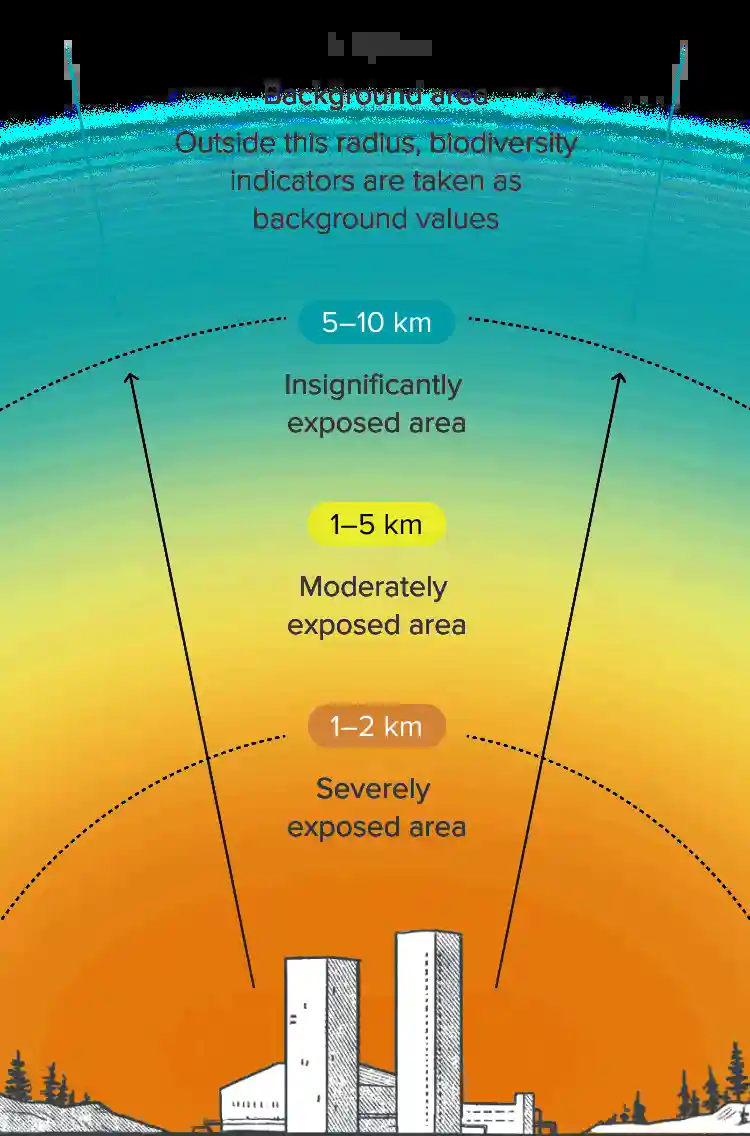 Background area
Outside this radius, biodiversity
indicators are taken as
background values
5–10 km
Insignificantly
exposed area
1–5 km
Moderately
exposed area
1–2 km
Severely
exposed area